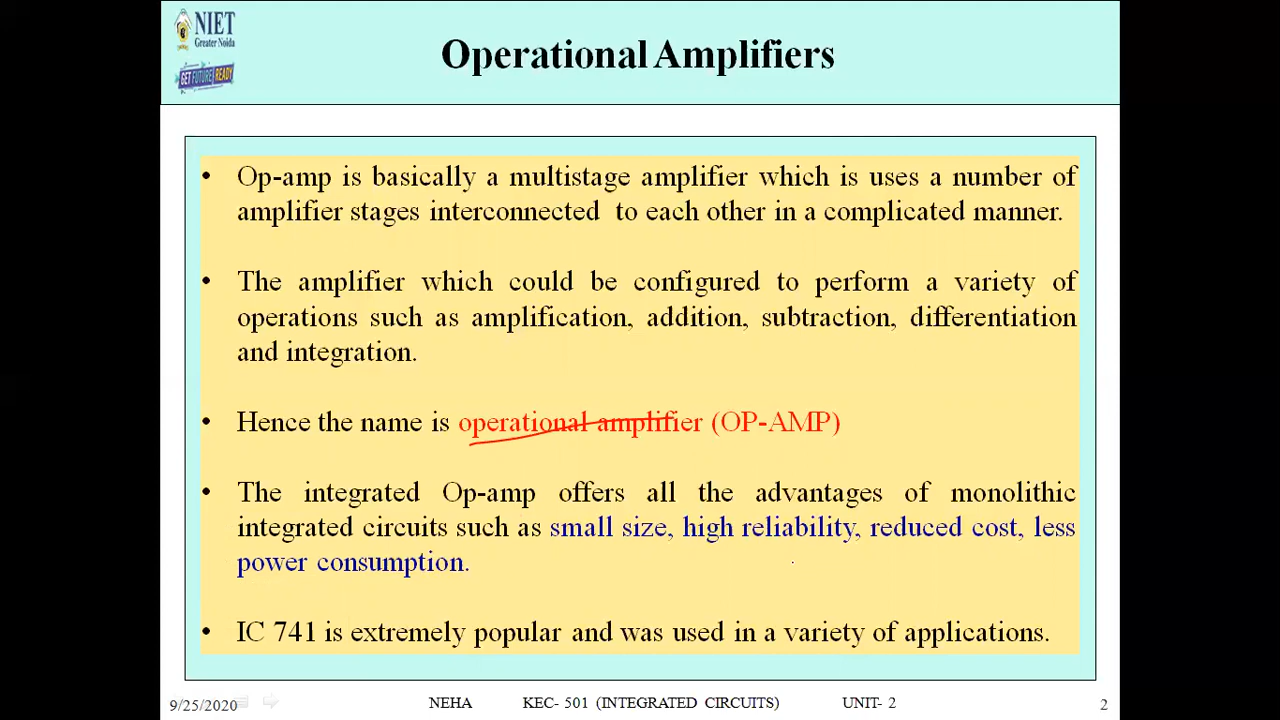 NIET
Greater Noida
GET FUTURE READY
Operational Amplifiers
• Op-amp is basically a multistage amplifier which is uses a number of
amplifier stages interconnected to each other in a complicated manner.
• The amplifier which could be configured to perform a variety of
operations such as amplification, addition, subtraction, differentiation
and integration.
• Hence the name is operational amplifier (OP-AMP)
• The integrated Op-amp offers all the advantages of monolithic
integrated circuits such as small size, high reliability, reduced cost, less
power consumption.
• IC 741 is extremely popular and was used in a variety of applications.
9/25/2020 NEHA KEC- 501 (INTEGRATED CIRCUITS) UNIT- 2 2